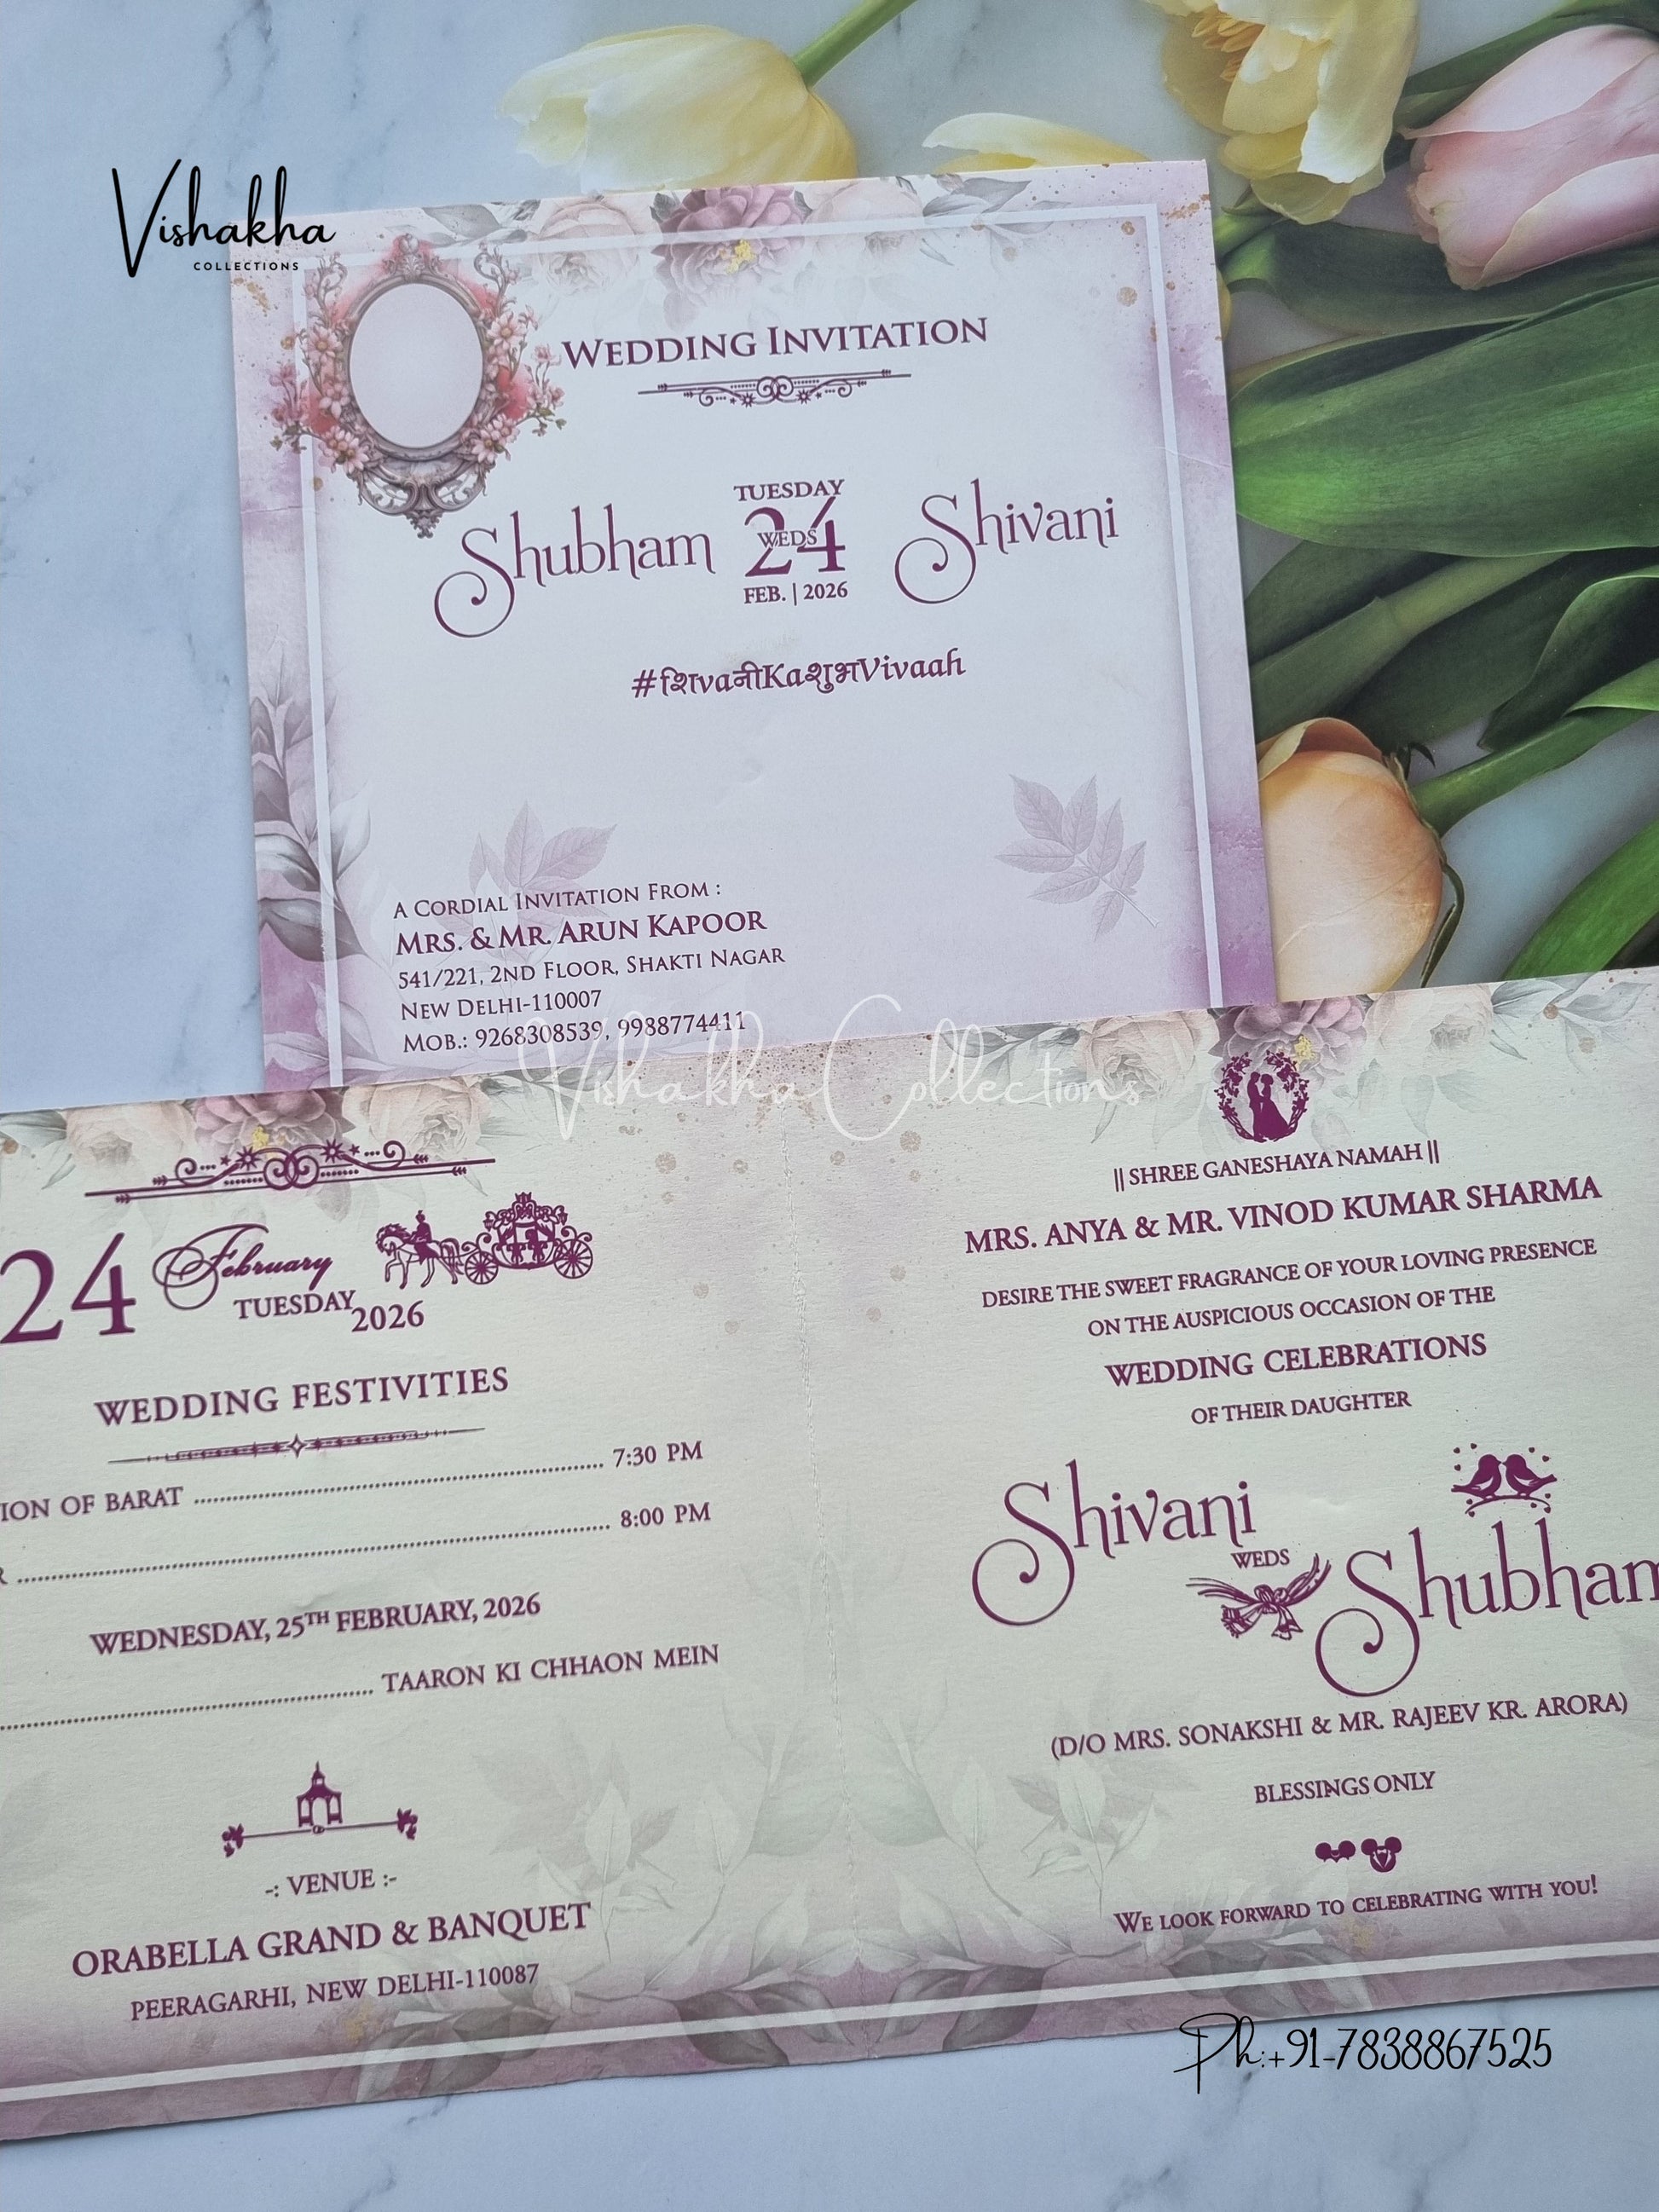 Vishakha
COLLECTIONS
WEDDING INVITATION
Shubham
TUESDAY
24
WEDS
FEB. | 2026
Shivani
#शिvaनीKaशुभVivaah
A CORDIAL INVITATION FROM :
MRS. & MR. ARUN KAPOOR
541/221, 2ND FLOOR, SHAKTI NAGAR
NEW DELHI-110007
MOB.: 9268308539, 9988774411
Vishakha Collections
24 February
TUESDAY 2026
WEDDING FESTIVITIES
ION OF BARAT ........ 7:30 PM
R ........ 8:00 PM
WEDNESDAY, 25TH FEBRUARY, 2026
........ TAARON KI CHHAON MEIN
-: VENUE :-
ORABELLA GRAND & BANQUET
PEERAGARHI, NEW DELHI-110087
|| SHREE GANESHAYA NAMAH ||
MRS. ANYA & MR. VINOD KUMAR SHARMA
DESIRE THE SWEET FRAGRANCE OF YOUR LOVING PRESENCE
ON THE AUSPICIOUS OCCASION OF THE
WEDDING CELEBRATIONS
OF THEIR DAUGHTER
Shivani
WEDS
Shubham
(D/O MRS. SONAKSHI & MR. RAJEEV KR. ARORA)
BLESSINGS ONLY
WE LOOK FORWARD TO CELEBRATING WITH YOU!
Ph:+91-7838867525